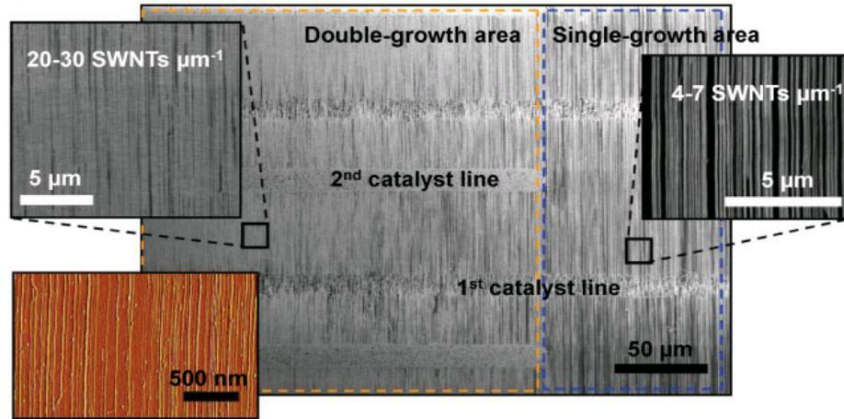 Double-growth area
Single-growth area
20-30 SWNTs µm⁻¹
4-7 SWNTs µm⁻¹
5 µm
2nd catalyst line
5 µm
1st catalyst line
50 µm
500 nm